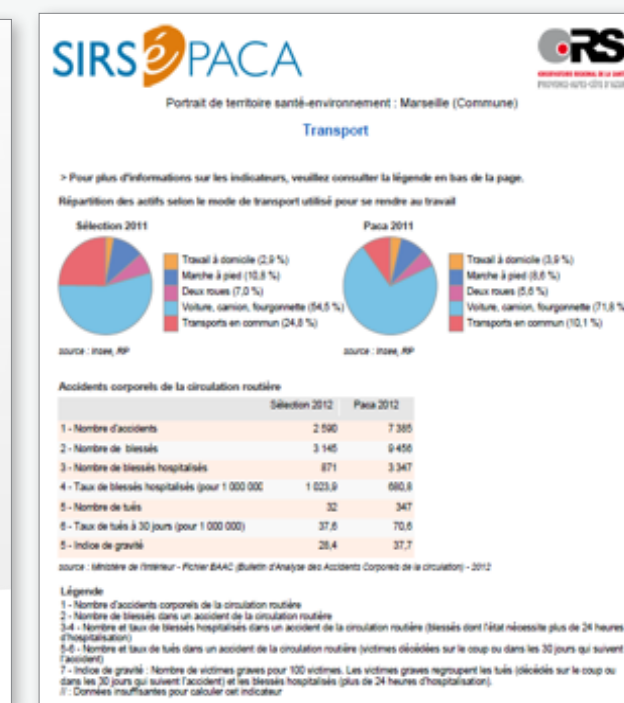 SIRSéPACA
ORS
OBSERVATOIRE REGIONAL DE LA SANTÉ
Portrait de territoire santé-environnement : Marseille (Commune)
Transport
> Pour plus d'informations sur les indicateurs, veuillez consulter la légende en bas de la page.
Répartition des actifs selon le mode de transport utilisé pour se rendre au travail
Sélection 2011
Travail à domicile (2,9 %)
Marche à pied (10,8 %)
Deux roues (7,0 %)
Voiture, camion, fourgonnette (54,5 %)
Transports en commun (24,8 %)
source : Insee, RP
Paca 2011
Travail à domicile (3,9 %)
Marche à pied (8,6 %)
Deux roues (5,6 %)
Voiture, camion, fourgonnette (71,8 %
Transports en commun (10,1 %)
source : Insee, RP
Accidents corporels de la circulation routière
Sélection 2012 Paca 2012
1 - Nombre d'accidents 2 590 7 385
2 - Nombre de blessés 3 145 9 456
3 - Nombre de blessés hospitalisés 871 3 347
4 - Taux de blessés hospitalisés (pour 1 000 000 1 023,9 680,8
5 - Nombre de tués 32 347
6 - Taux de tués à 30 jours (pour 1 000 000) 37,6 70,6
5 - Indice de gravité 28,4 37,7
source : Ministère de l'Intérieur - Fichier BAAC (Bulletin d'Analyse des Accidents Corporels de la circulation) - 2012
Légende
1 - Nombre d'accidents corporels de la circulation routière
2 - Nombre de blessés dans un accident de la circulation routière
3-4 - Nombre et taux de blessés hospitalisés dans un accident de la circulation routière (blessés dont l'état nécessite plus de 24 heures
d'hospitalisation)
5-6 - Nombre et taux de tués dans un accident de la circulation routière (victimes décédées sur le coup ou dans les 30 jours qui suivent
l'accident)
7 - Indice de gravité : Nombre de victimes graves pour 100 victimes. Les victimes graves regroupent les tués (décédés sur le coup ou
dans les 30 jours qui suivent l'accident) et les blessés hospitalisés (plus de 24 heures d'hospitalisation).
// : Données insuffisantes pour calculer cet indicateur